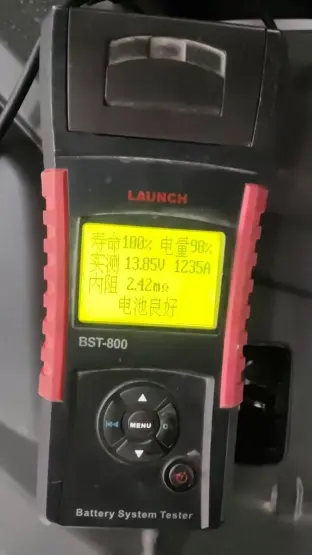 LAUNCH
寿命100% 电量98%
实测 13.85V 1235A
内阻 2.42mΩ
电池良好
BST-800
MENU
Battery System Tester